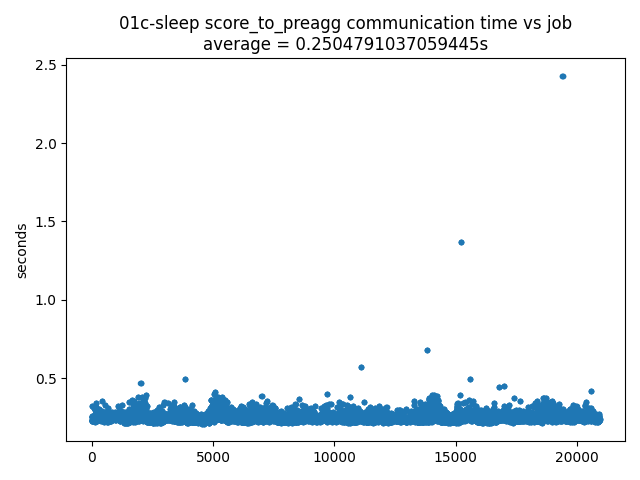 01c-sleep score_to_preagg communication time vs job
average = 0.2504791037059445s
2.5
2.0
1.5
1.0
0.5
seconds
0 5000 10000 15000 20000